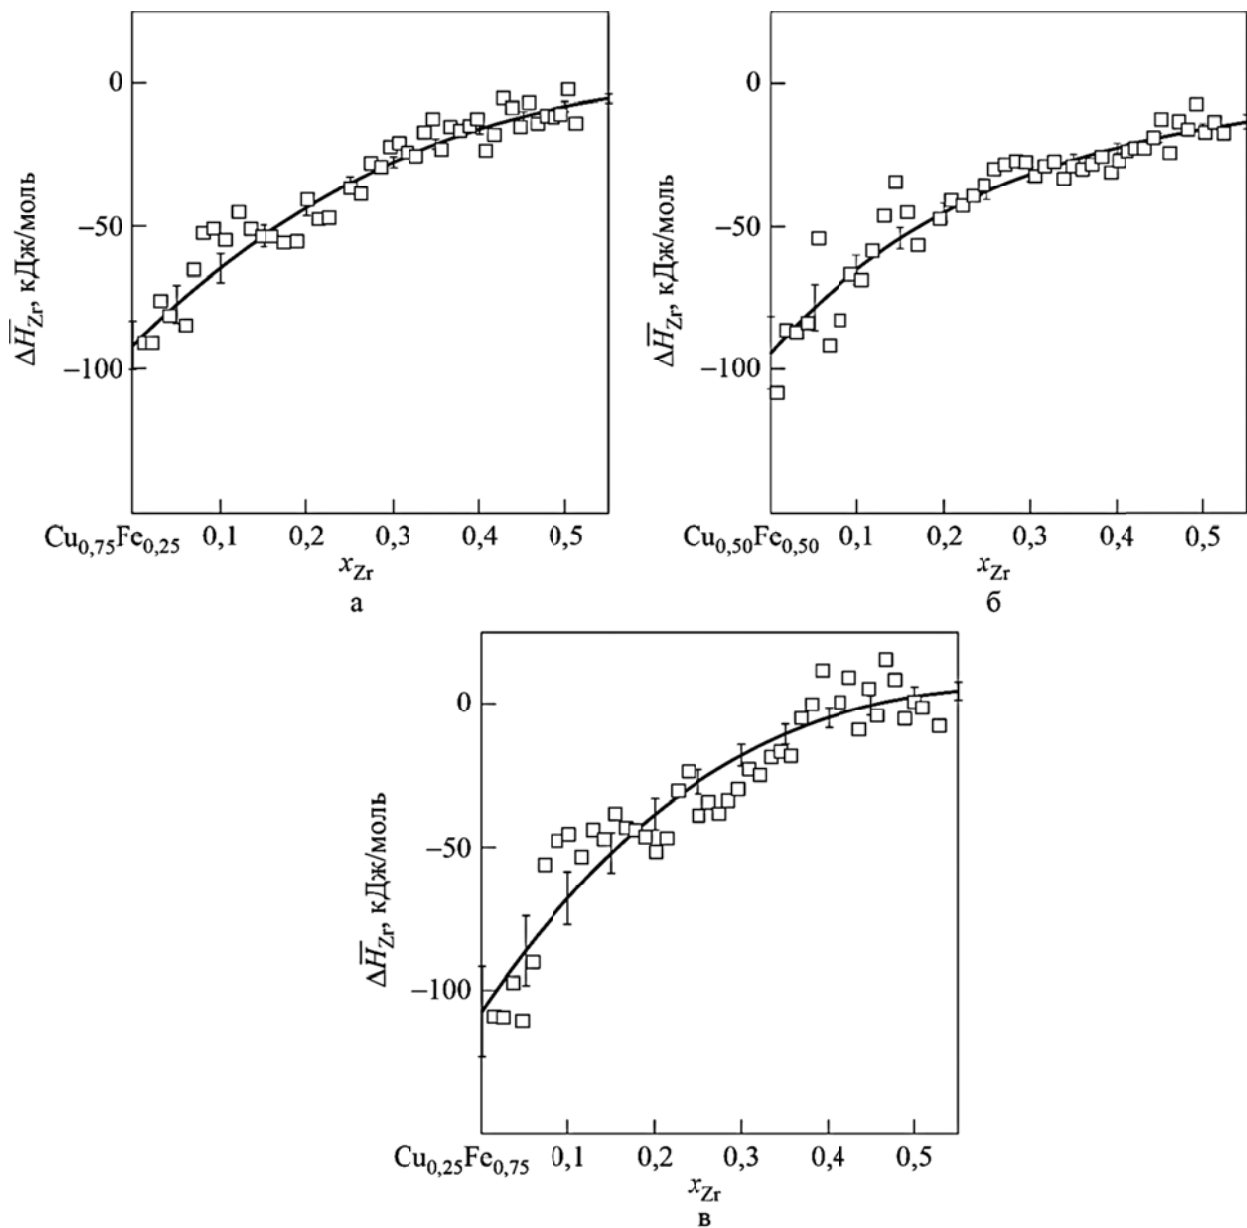 0
−50
−100
ΔH̅Zr, кДж/моль
Cu0,75Fe0,25 0,1 0,2 0,3 0,4 0,5
xZr
а
0
−50
−100
ΔH̅Zr, кДж/моль
Cu0,50Fe0,50 0,1 0,2 0,3 0,4 0,5
xZr
б
0
−50
−100
ΔH̅Zr, кДж/моль
Cu0,25Fe0,75 0,1 0,2 0,3 0,4 0,5
xZr
в